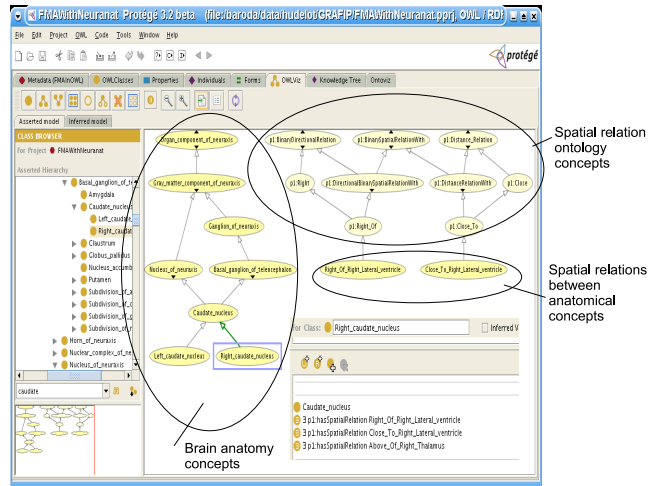 FMAWithNeuranat Protégé 3.2 beta (file:/baroda/data/hudelot/GRAFIP/FMAWithNeuranat.pprj, OWL / RDF
File Edit Project OWL Code Tools Window Help
protégé
Metadata (FMAInOWL) OWLClasses Properties Individuals Forms OWLViz Knowledge Tree Ontoviz
Asserted model Inferred model
CLASS BROWSER
For Project: FMAWithNeuranat
Asserted Hierarchy
Basal_ganglion_of_te
Amygdala
Caudate_nucleus
Left_caudate_
Right_caudat
Claustrum
Globus_pallidus
Nucleus_accumb
Putamen
Subdivision_of_a
Subdivision_of_c
Subdivision_of_g
Subdivision_of_r
Horn_of_neuraxis
Nuclear_complex_of_ne
Nucleus_of_neuraxis
caudate
Organ_component_of_neuraxis
Gray_matter_component_of_neuraxis
Ganglion_of_neuraxis
Nucleus_of_neuraxis Basal_ganglion_of_telencephalon
Caudate_nucleus
Left_caudate_nucleus Right_caudate_nucleus
p1:BinaryDirectionalRelation p1:BinarySpatialRelationWith p1:Distance_Relation
p1:Right p1:DirectionalBinarySpatialRelationWith p1:DistanceRelationWith p1:Close
p1:Right_Of p1:Close_To
Right_Of_Right_Lateral_ventricle Close_To_Right_Lateral_ventricle
For Class: Right_caudate_nucleus Inferred V
Caudate_nucleus
∃ p1:hasSpatialRelation Right_Of_Right_Lateral_ventricle
∃ p1:hasSpatialRelation Close_To_Right_Lateral_ventricle
∃ p1:hasSpatialRelation Above_Of_Right_Thalamus
Brain anatomy
concepts
Spatial relation
ontology
concepts
Spatial relations
between
anatomical
concepts